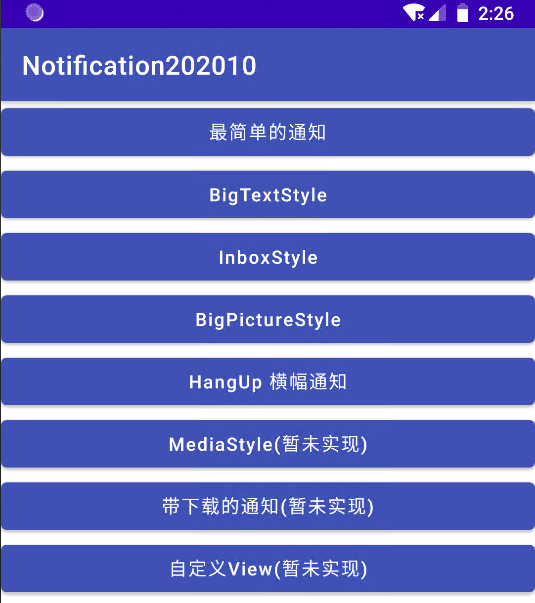 2:26
Notification202010
最简单的通知
BigTextStyle
InboxStyle
BigPictureStyle
HangUp 横幅通知
MediaStyle(暂未实现)
带下载的通知(暂未实现)
自定义View(暂未实现)